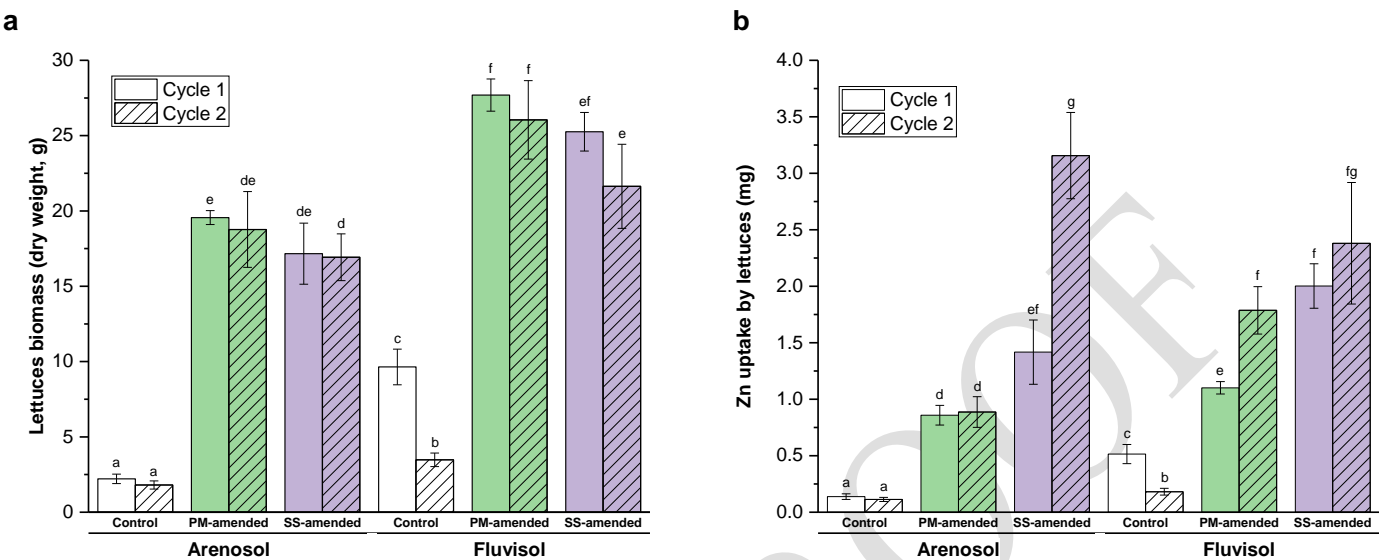 a
30
25
20
15
10
5
0
Lettuces biomass (dry weight, g)
Cycle 1
Cycle 2
a
a
e
de
de
d
c
b
f
f
ef
e
Control PM-amended SS-amended Control PM-amended SS-amended
Arenosol Fluvisol
b
4.0
3.5
3.0
2.5
2.0
1.5
1.0
0.5
0.0
Zn uptake by lettuces (mg)
Cycle 1
Cycle 2
a
a
d
d
ef
g
c
b
e
f
f
fg
Control PM-amended SS-amended Control PM-amended SS-amended
Arenosol Fluvisol
OOF